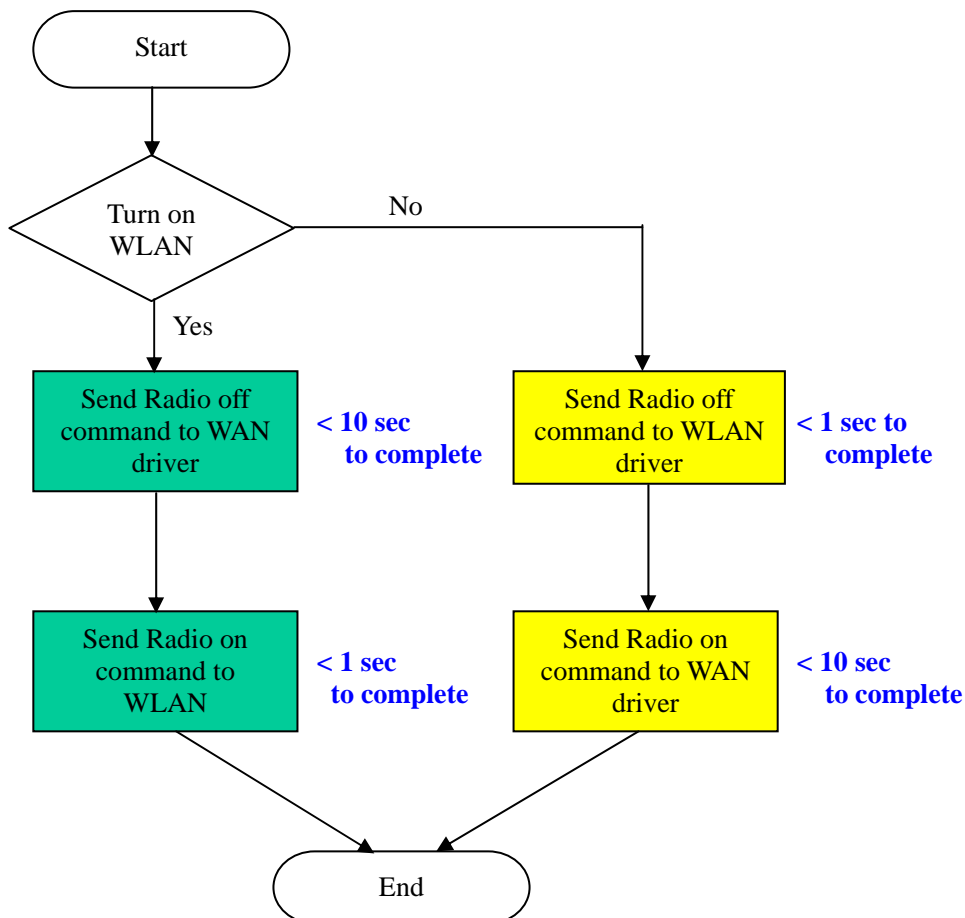 Start
Turn on
WLAN
No
Yes
Send Radio off
command to WAN
driver
< 10 sec
to complete
Send Radio off
command to WLAN
driver
< 1 sec to
complete
Send Radio on
command to
WLAN
< 1 sec
to complete
Send Radio on
command to WAN
driver
< 10 sec
to complete
End